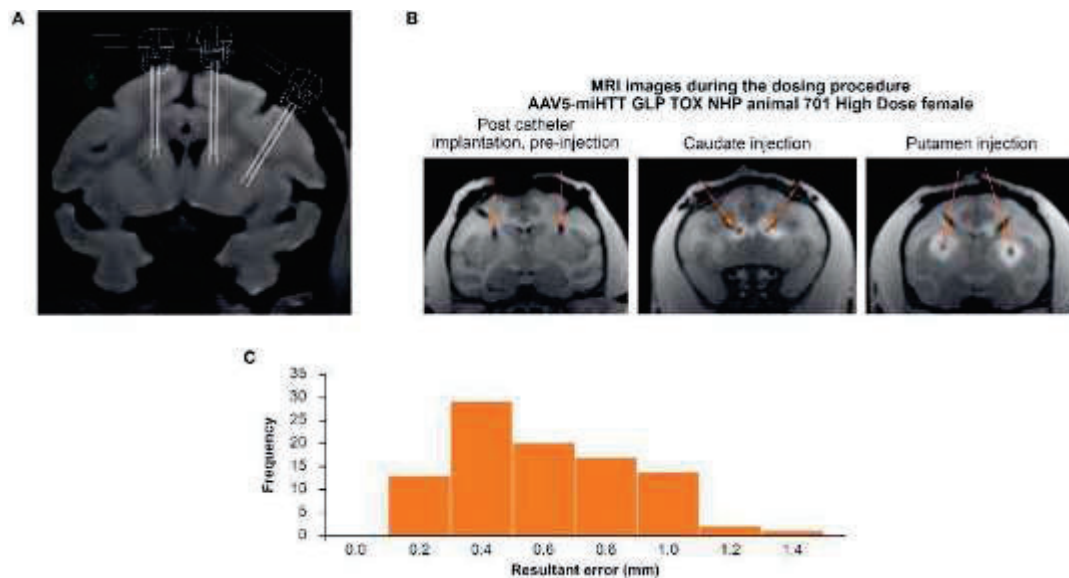 A
B
MRI images during the dosing procedure
AAV5-miHTT GLP TOX NHP animal 701 High Dose female
Post catheter
implantation, pre-injection
Caudate injection
Putamen injection
C
35
30
25
20
15
10
5
0
Frequency
0.0 0.2 0.4 0.6 0.8 1.0 1.2 1.4
Resultant error (mm)